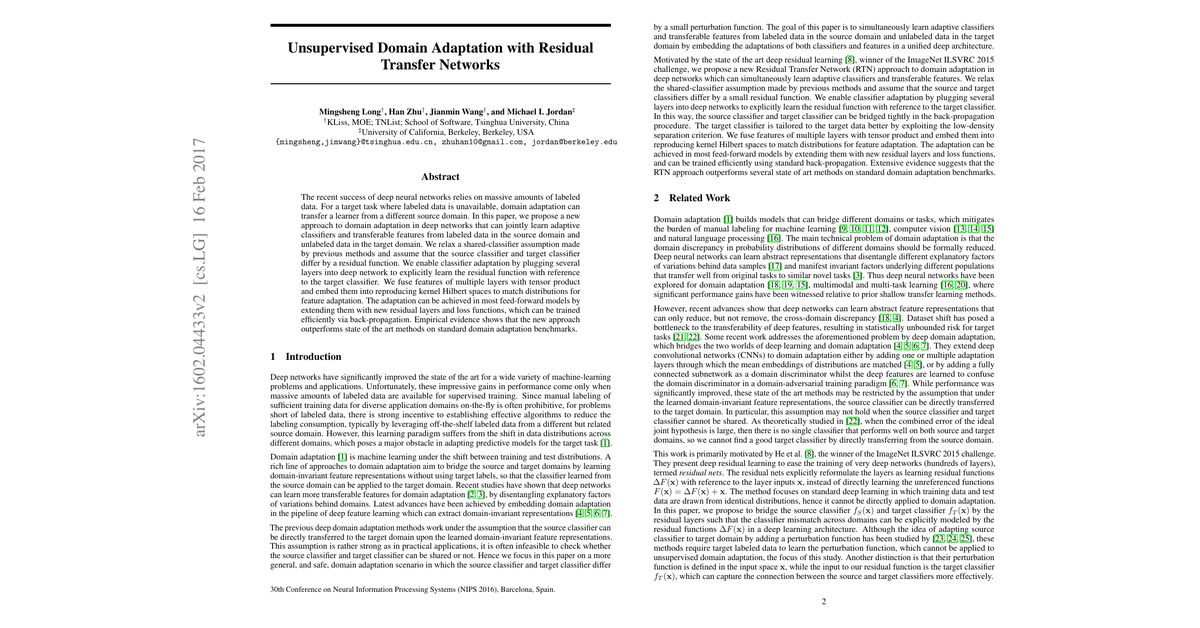 arXiv:1602.04433v2 [cs.LG] 16 Feb 2017
Unsupervised Domain Adaptation with Residual
Transfer Networks
Mingsheng Long†, Han Zhu†, Jianmin Wang†, and Michael I. Jordan♯
†KLiss, MOE; TNList; School of Software, Tsinghua University, China
♯University of California, Berkeley, Berkeley, USA
{mingsheng,jimwang}@tsinghua.edu.cn, zhuhan10@gmail.com, jordan@berkeley.edu
Abstract
The recent success of deep neural networks relies on massive amounts of labeled
data. For a target task where labeled data is unavailable, domain adaptation can
transfer a learner from a different source domain. In this paper, we propose a new
approach to domain adaptation in deep networks that can jointly learn adaptive
classifiers and transferable features from labeled data in the source domain and
unlabeled data in the target domain. We relax a shared-classifier assumption made
by previous methods and assume that the source classifier and target classifier
differ by a residual function. We enable classifier adaptation by plugging several
layers into deep network to explicitly learn the residual function with reference
to the target classifier. We fuse features of multiple layers with tensor product
and embed them into reproducing kernel Hilbert spaces to match distributions for
feature adaptation. The adaptation can be achieved in most feed-forward models by
extending them with new residual layers and loss functions, which can be trained
efficiently via back-propagation. Empirical evidence shows that the new approach
outperforms state of the art methods on standard domain adaptation benchmarks.
1 Introduction
Deep networks have significantly improved the state of the art for a wide variety of machine-learning
problems and applications. Unfortunately, these impressive gains in performance come only when
massive amounts of labeled data are available for supervised training. Since manual labeling of
sufficient training data for diverse application domains on-the-fly is often prohibitive, for problems
short of labeled data, there is strong incentive to establishing effective algorithms to reduce the
labeling consumption, typically by leveraging off-the-shelf labeled data from a different but related
source domain. However, this learning paradigm suffers from the shift in data distributions across
different domains, which poses a major obstacle in adapting predictive models for the target task [1].
Domain adaptation [1] is machine learning under the shift between training and test distributions. A
rich line of approaches to domain adaptation aim to bridge the source and target domains by learning
domain-invariant feature representations without using target labels, so that the classifier learned from
the source domain can be applied to the target domain. Recent studies have shown that deep networks
can learn more transferable features for domain adaptation [2, 3], by disentangling explanatory factors
of variations behind domains. Latest advances have been achieved by embedding domain adaptation
in the pipeline of deep feature learning which can extract domain-invariant representations [4, 5, 6, 7].
The previous deep domain adaptation methods work under the assumption that the source classifier can
be directly transferred to the target domain upon the learned domain-invariant feature representations.
This assumption is rather strong as in practical applications, it is often infeasible to check whether
the source classifier and target classifier can be shared or not. Hence we focus in this paper on a more
general, and safe, domain adaptation scenario in which the source classifier and target classifier differ
30th Conference on Neural Information Processing Systems (NIPS 2016), Barcelona, Spain.
by a small perturbation function. The goal of this paper is to simultaneously learn adaptive classifiers
and transferable features from labeled data in the source domain and unlabeled data in the target
domain by embedding the adaptations of both classifiers and features in a unified deep architecture.
Motivated by the state of the art deep residual learning [8], winner of the ImageNet ILSVRC 2015
challenge, we propose a new Residual Transfer Network (RTN) approach to domain adaptation in
deep networks which can simultaneously learn adaptive classifiers and transferable features. We relax
the shared-classifier assumption made by previous methods and assume that the source and target
classifiers differ by a small residual function. We enable classifier adaptation by plugging several
layers into deep networks to explicitly learn the residual function with reference to the target classifier.
In this way, the source classifier and target classifier can be bridged tightly in the back-propagation
procedure. The target classifier is tailored to the target data better by exploiting the low-density
separation criterion. We fuse features of multiple layers with tensor product and embed them into
reproducing kernel Hilbert spaces to match distributions for feature adaptation. The adaptation can be
achieved in most feed-forward models by extending them with new residual layers and loss functions,
and can be trained efficiently using standard back-propagation. Extensive evidence suggests that the
RTN approach outperforms several state of art methods on standard domain adaptation benchmarks.
2 Related Work
Domain adaptation [1] builds models that can bridge different domains or tasks, which mitigates
the burden of manual labeling for machine learning [9, 10, 11, 12], computer vision [13, 14, 15]
and natural language processing [16]. The main technical problem of domain adaptation is that the
domain discrepancy in probability distributions of different domains should be formally reduced.
Deep neural networks can learn abstract representations that disentangle different explanatory factors
of variations behind data samples [17] and manifest invariant factors underlying different populations
that transfer well from original tasks to similar novel tasks [3]. Thus deep neural networks have been
explored for domain adaptation [18, 19, 15], multimodal and multi-task learning [16, 20], where
significant performance gains have been witnessed relative to prior shallow transfer learning methods.
However, recent advances show that deep networks can learn abstract feature representations that
can only reduce, but not remove, the cross-domain discrepancy [18, 4]. Dataset shift has posed a
bottleneck to the transferability of deep features, resulting in statistically unbounded risk for target
tasks [21, 22]. Some recent work addresses the aforementioned problem by deep domain adaptation,
which bridges the two worlds of deep learning and domain adaptation [4, 5, 6, 7]. They extend deep
convolutional networks (CNNs) to domain adaptation either by adding one or multiple adaptation
layers through which the mean embeddings of distributions are matched [4, 5], or by adding a fully
connected subnetwork as a domain discriminator whilst the deep features are learned to confuse
the domain discriminator in a domain-adversarial training paradigm [6, 7]. While performance was
significantly improved, these state of the art methods may be restricted by the assumption that under
the learned domain-invariant feature representations, the source classifier can be directly transferred
to the target domain. In particular, this assumption may not hold when the source classifier and target
classifier cannot be shared. As theoretically studied in [22], when the combined error of the ideal
joint hypothesis is large, then there is no single classifier that performs well on both source and target
domains, so we cannot find a good target classifier by directly transferring from the source domain.
This work is primarily motivated by He et al. [8], the winner of the ImageNet ILSVRC 2015 challenge.
They present deep residual learning to ease the training of very deep networks (hundreds of layers),
termed residual nets. The residual nets explicitly reformulate the layers as learning residual functions
ΔF(x) with reference to the layer inputs x, instead of directly learning the unreferenced functions
F(x) = ΔF(x) + x. The method focuses on standard deep learning in which training data and test
data are drawn from identical distributions, hence it cannot be directly applied to domain adaptation.
In this paper, we propose to bridge the source classifier fS(x) and target classifier fT(x) by the
residual layers such that the classifier mismatch across domains can be explicitly modeled by the
residual functions ΔF(x) in a deep learning architecture. Although the idea of adapting source
classifier to target domain by adding a perturbation function has been studied by [23, 24, 25], these
methods require target labeled data to learn the perturbation function, which cannot be applied to
unsupervised domain adaptation, the focus of this study. Another distinction is that their perturbation
function is defined in the input space x, while the input to our residual function is the target classifier
fT(x), which can capture the connection between the source and target classifiers more effectively.
2